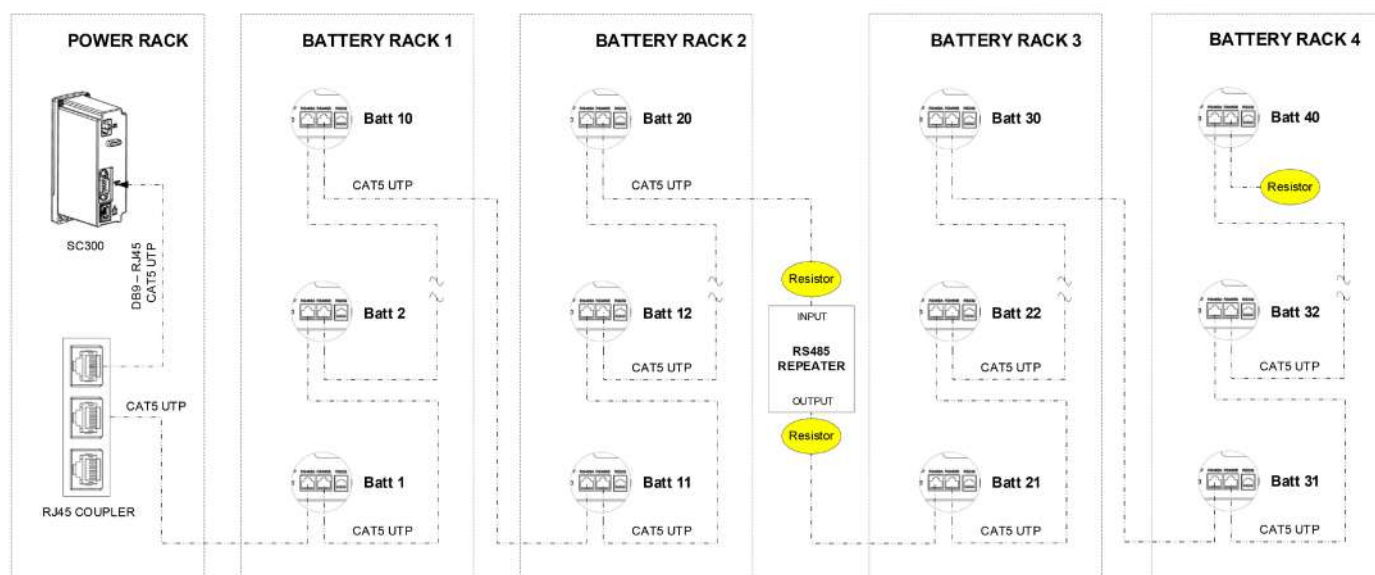 POWER RACK
SC300
DB9 – RJ45
CAT5 UTP
CAT5 UTP
RJ45 COUPLER
BATTERY RACK 1
Batt 10
CAT5 UTP
Batt 2
Batt 1
CAT5 UTP
BATTERY RACK 2
Batt 20
CAT5 UTP
Batt 12
CAT5 UTP
Batt 11
CAT5 UTP
Resistor
INPUT
RS485
REPEATER
OUTPUT
Resistor
BATTERY RACK 3
Batt 30
Batt 22
CAT5 UTP
Batt 21
CAT5 UTP
BATTERY RACK 4
Batt 40
Resistor
Batt 32
CAT5 UTP
Batt 31
CAT5 UTP